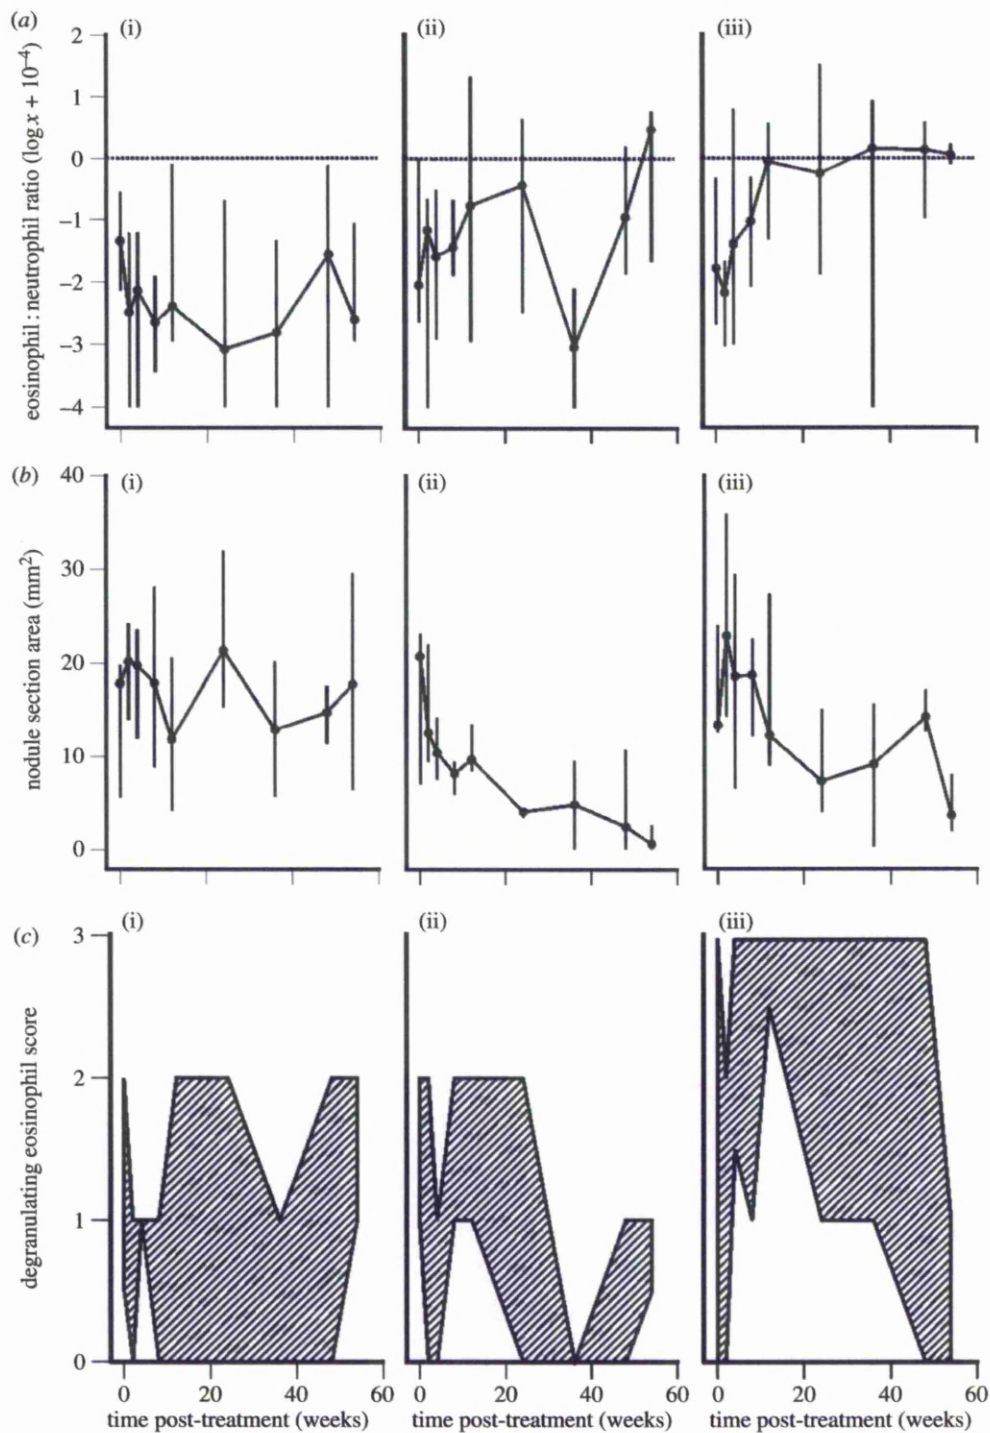 (a)
(i)
(ii)
(iii)
eosinophil : neutrophil ratio (log x + 10⁻⁴)
2
1
0
–1
–2
–3
–4
(b)
(i)
(ii)
(iii)
nodule section area (mm²)
40
30
20
10
0
(c)
(i)
(ii)
(iii)
degranulating eosinophil score
3
2
1
0
0 20 40 60
0 20 40 60
0 20 40 60
time post-treatment (weeks)
time post-treatment (weeks)
time post-treatment (weeks)